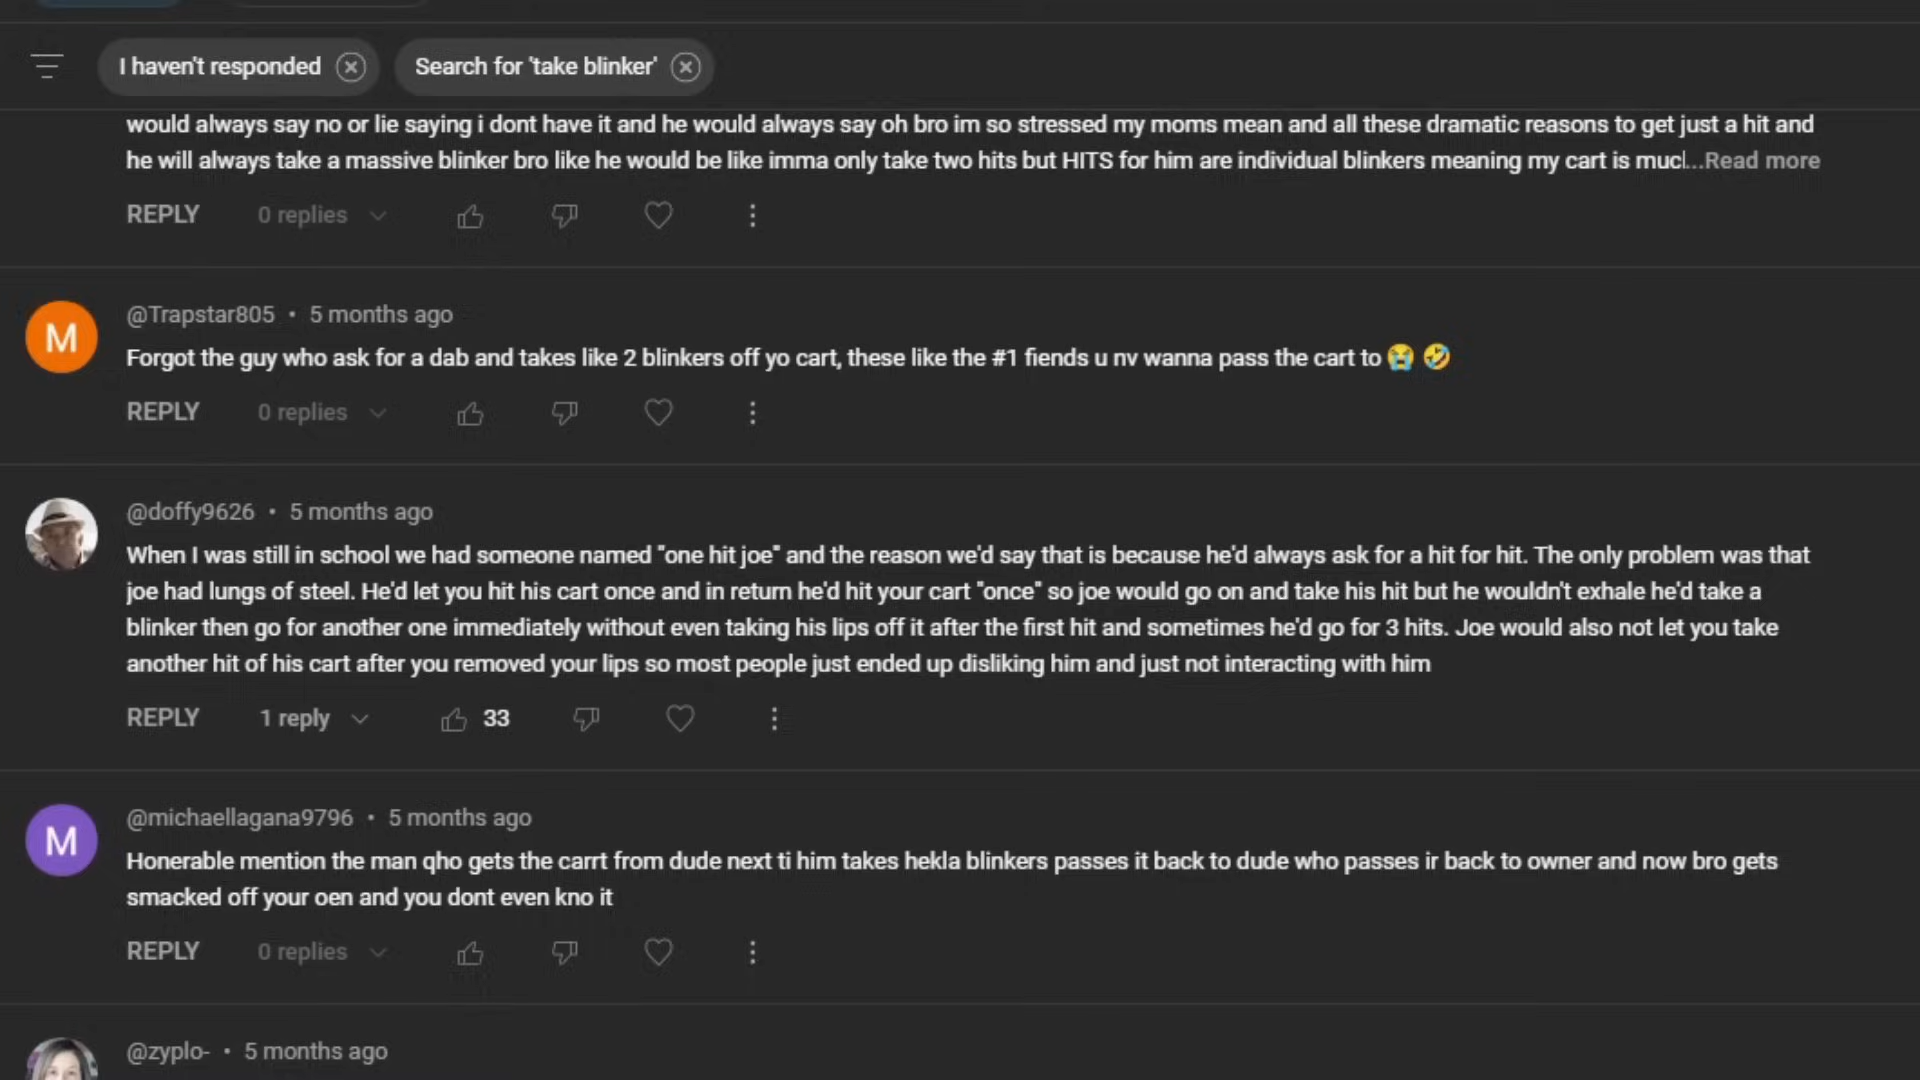 I haven't responded
Search for 'take blinker'
would always say no or lie saying i dont have it and he would always say oh bro im so stressed my moms mean and all these dramatic reasons to get just a hit and
he will always take a massive blinker bro like he would be like imma only take two hits but HITS for him are individual blinkers meaning my cart is mucl...Read more
REPLY 0 replies
@Trapstar805 • 5 months ago
M
Forgot the guy who ask for a dab and takes like 2 blinkers off yo cart, these like the #1 fiends u nv wanna pass the cart to 😭 🤣
REPLY 0 replies
@doffy9626 • 5 months ago
When I was still in school we had someone named "one hit joe" and the reason we'd say that is because he'd always ask for a hit for hit. The only problem was that
joe had lungs of steel. He'd let you hit his cart once and in return he'd hit your cart "once" so joe would go on and take his hit but he wouldn't exhale he'd take a
blinker then go for another one immediately without even taking his lips off it after the first hit and sometimes he'd go for 3 hits. Joe would also not let you take
another hit of his cart after you removed your lips so most people just ended up disliking him and just not interacting with him
REPLY 1 reply 33
@michaellagana9796 • 5 months ago
M
Honerable mention the man qho gets the carrt from dude next ti him takes hekla blinkers passes it back to dude who passes ir back to owner and now bro gets
smacked off your oen and you dont even kno it
REPLY 0 replies
@zyplo- • 5 months ago